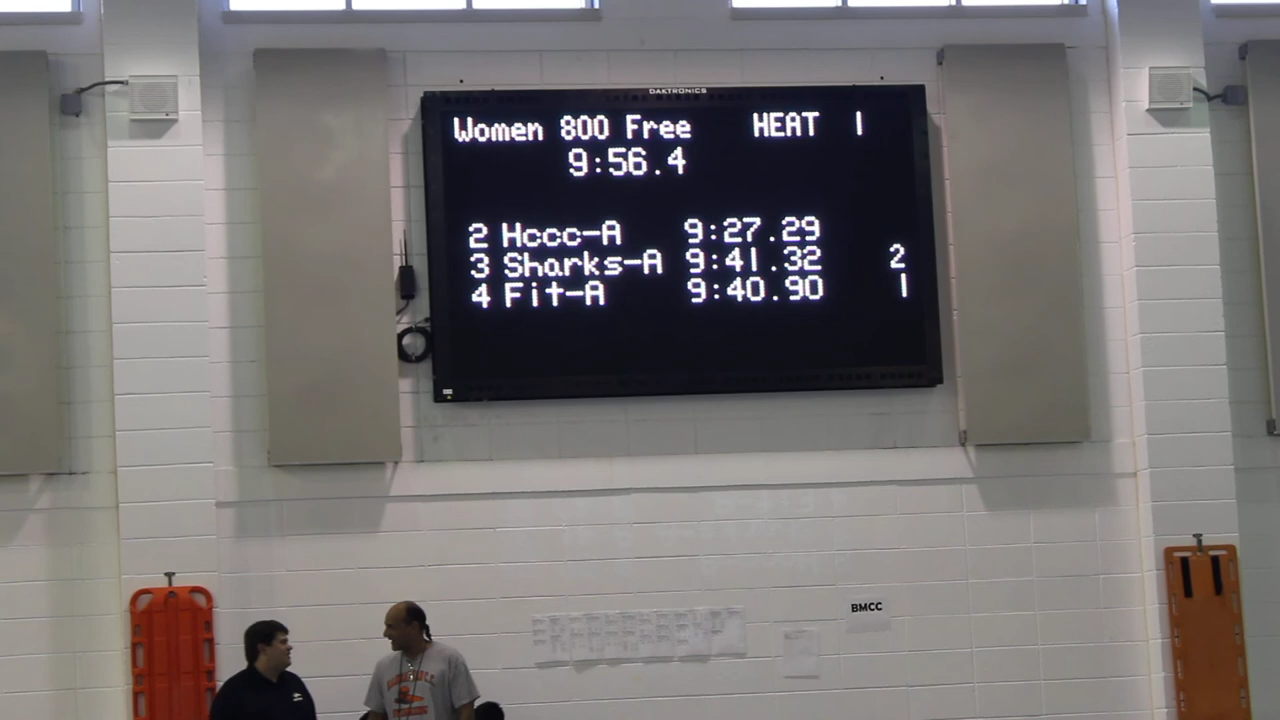 DAKTRONICS
Women 800 Free HEAT 1
9:56.4
2 Hccc-A 9:27.29
3 Sharks-A 9:41.32 2
4 Fit-A 9:40.90 1
BMCC